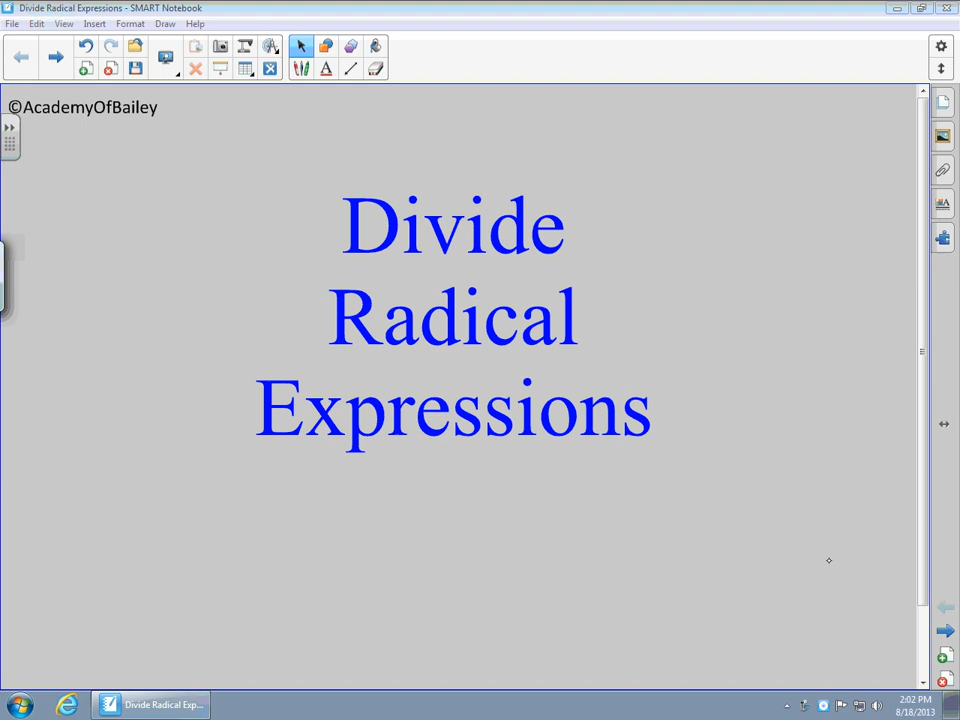 Divide Radical Expressions - SMART Notebook
File Edit View Insert Format Draw Help
©AcademyOfBailey
Divide
Radical
Expressions
Divide Radical Exp...
2:02 PM
8/18/2013